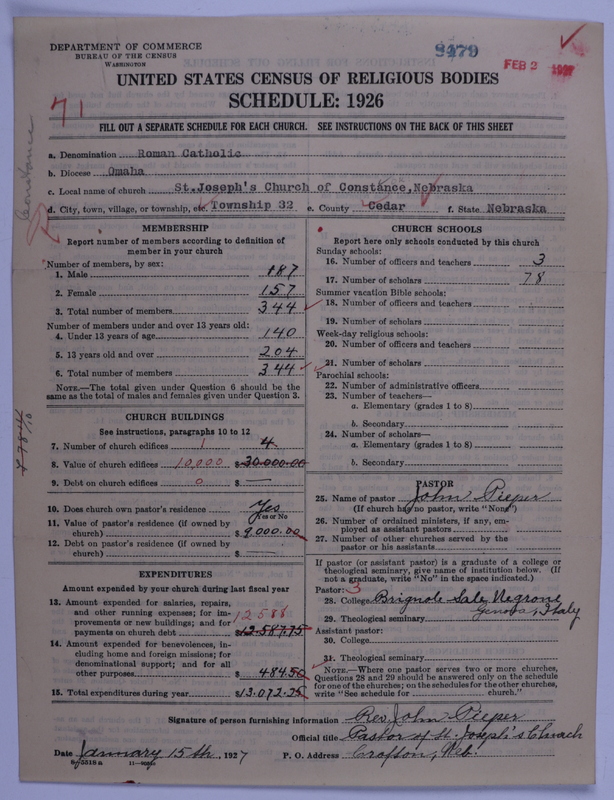 DEPARTMENT OF COMMERCE
BUREAU OF THE CENSUS
WASHINGTON
8279
FEB 2 1927
UNITED STATES CENSUS OF RELIGIOUS BODIES
SCHEDULE: 1926
71
FILL OUT A SEPARATE SCHEDULE FOR EACH CHURCH. SEE INSTRUCTIONS ON THE BACK OF THIS SHEET
Constance
a. Denomination Roman Catholic
b. Diocese Omaha
c. Local name of church St.Joseph's Church of Constance,Nebraska
d. City, town, village, or township, etc. Township 32 e. County Cedar f. State Nebraska
MEMBERSHIP
Report number of members according to definition of
member in your church
Number of members, by sex:
1. Male 187
2. Female 157
3. Total number of members 344
Number of members under and over 13 years old:
4. Under 13 years of age 140
5. 13 years old and over 204
6. Total number of members 344
NOTE.—The total given under Question 6 should be
same as the total of males and females given under Question 3.
CHURCH BUILDINGS
See instructions, paragraphs 10 to 12
7. Number of church edifices 1 4
8. Value of church edifices 10,000 $30000.00
9. Debt on church edifices 0 $ —
10. Does church own pastor's residence Yes
Yes or No
11. Value of pastor's residence (if owned by
church) $9,000.00
12. Debt on pastor's residence (if owned by
church) $ —
EXPENDITURES
Amount expended by your church during last fiscal year
13. Amount expended for salaries, repairs,
and other running expenses; for im-
provements or new buildings; and for
payments on church debt 12588 $12.587.75
14. Amount expended for benevolences, in-
cluding home and foreign missions; for
denominational support; and for all
other purposes $484.50
15. Total expenditures during year $13.072.25
CHURCH SCHOOLS
Report here only schools conducted by this church
Sunday schools:
16. Number of officers and teachers 3
17. Number of scholars 78
Summer vacation Bible schools:
18. Number of officers and teachers
19. Number of scholars
Week-day religious schools:
20. Number of officers and teachers
21. Number of scholars
Parochial schools:
22. Number of administrative officers
23. Number of teachers—
a. Elementary (grades 1 to 8)
b. Secondary
24. Number of scholars—
a. Elementary (grades 1 to 8)
b. Secondary
PASTOR
25. Name of pastor John Pieper
(If church has no pastor, write "None")
26. Number of ordained ministers, if any, em-
ployed as assistant pastors
27. Number of other churches served by the
pastor or his assistants
If pastor (or assistant pastor) is a graduate of a college or
theological seminary, give name of institution below. (If
not a graduate, write "No" in the space indicated.)
Pastor: 3
28. College Brignole Sale Negrone
Genova, Italy
29. Theological seminary
Assistant pastor:
30. College
31. Theological seminary
NOTE.—Where one pastor serves two or more churches,
Questions 28 and 29 should be answered only on the schedule
for one of the churches; on the schedules for the other churches,
write "See schedule for church."
Signature of person furnishing information Rev. John Pieper
Official title Pastor of St. Joseph's Church
Date January 15th, 1927 P. O. Address Crofton, Neb.
8-5518a